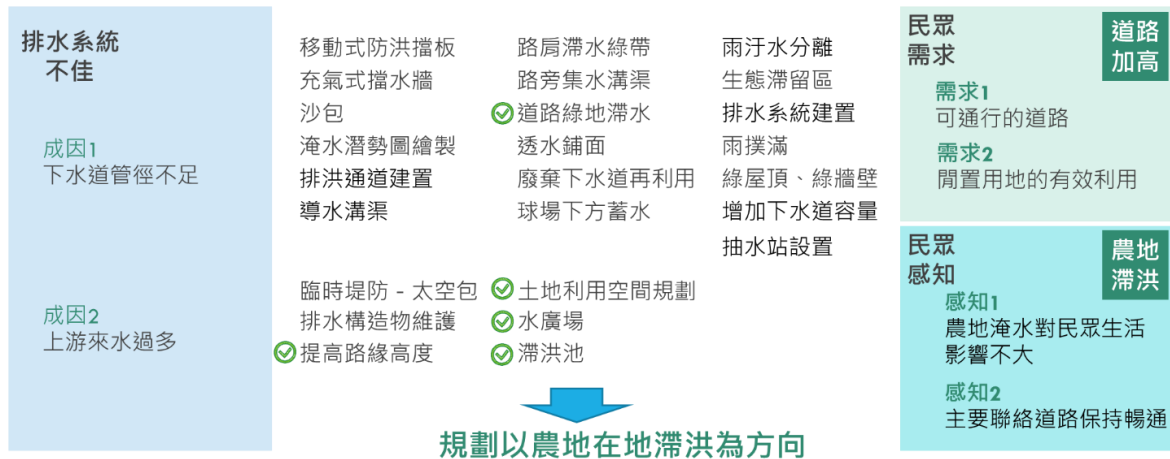 排水系統
不佳
成因1
下水道管徑不足
成因2
上游來水過多
移動式防洪擋板
充氣式擋水牆
沙包
淹水潛勢圖繪製
排洪通道建置
導水溝渠
路肩滯水綠帶
路旁集水溝渠
道路綠地滯水
透水鋪面
廢棄下水道再利用
球場下方蓄水
雨汙水分離
生態滯留區
排水系統建置
雨撲滿
綠屋頂、綠牆壁
增加下水道容量
抽水站設置
臨時堤防 - 太空包
排水構造物維護
提高路緣高度
土地利用空間規劃
水廣場
滯洪池
規劃以農地在地滯洪為方向
民眾
需求
道路
加高
需求1
可通行的道路
需求2
閒置用地的有效利用
民眾
感知
農地
滯洪
感知1
農地淹水對民眾生活
影響不大
感知2
主要聯絡道路保持暢通